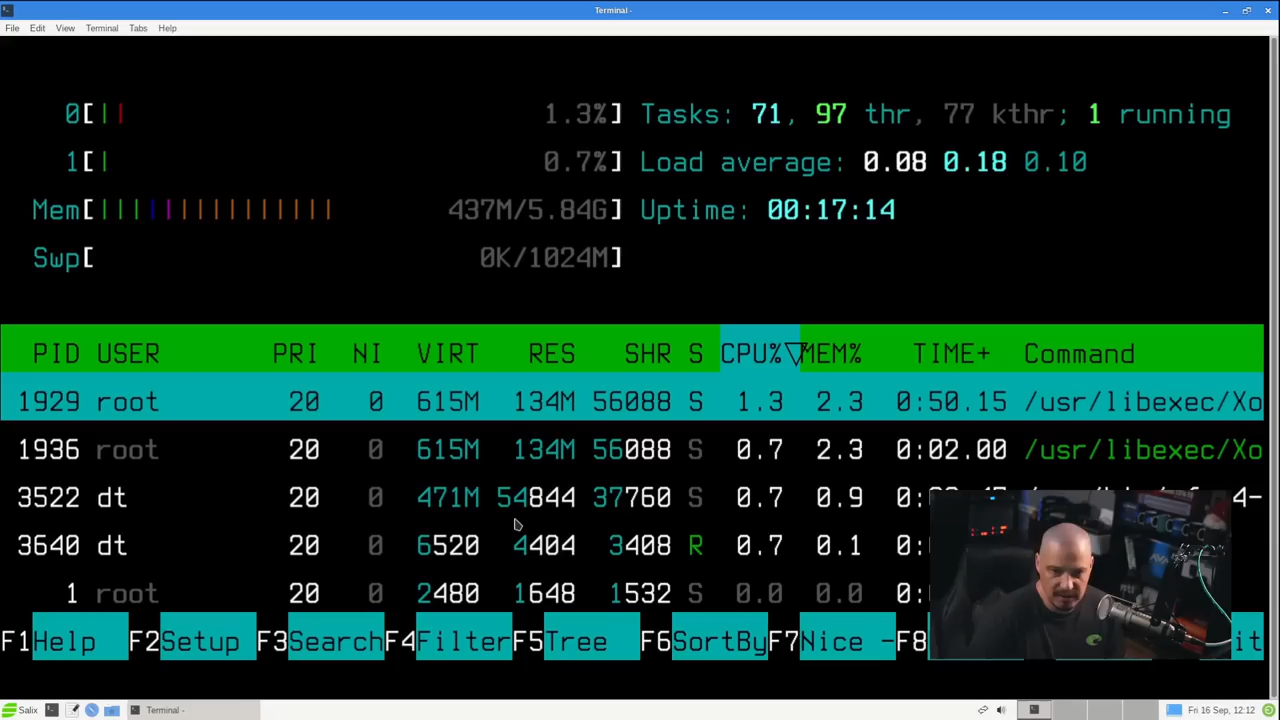 Terminal -
File Edit View Terminal Tabs Help
0[|| 1.3%] Tasks: 71, 97 thr, 77 kthr; 1 running
1[| 0.7%] Load average: 0.08 0.18 0.10
Mem[||||||||||||||| 437M/5.84G] Uptime: 00:17:14
Swp[ 0K/1024M]
PID USER PRI NI VIRT RES SHR S CPU%▽MEM% TIME+ Command
1929 root 20 0 615M 134M 56088 S 1.3 2.3 0:50.15 /usr/libexec/Xo
1936 root 20 0 615M 134M 56088 S 0.7 2.3 0:02.00 /usr/libexec/Xo
3522 dt 20 0 471M 54844 37760 S 0.7 0.9 4-
3640 dt 20 0 6520 4404 3408 R 0.7 0.1 0:
1 root 20 0 2480 1648 1532 S 0.0 0.0 0:
F1Help F2Setup F3SearchF4FilterF5Tree F6SortByF7Nice -F8 it
Salix Terminal - Fri 16 Sep, 12:12